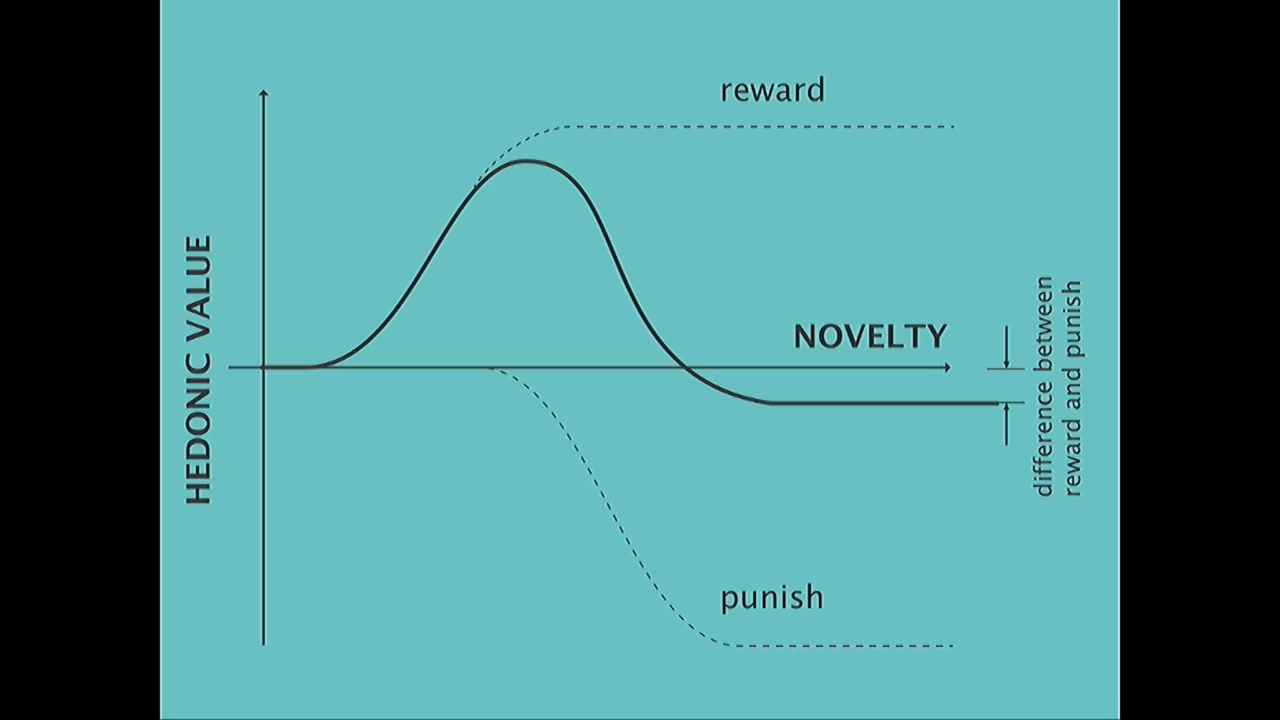 reward
HEDONIC VALUE
NOVELTY
difference between
reward and punish
punish